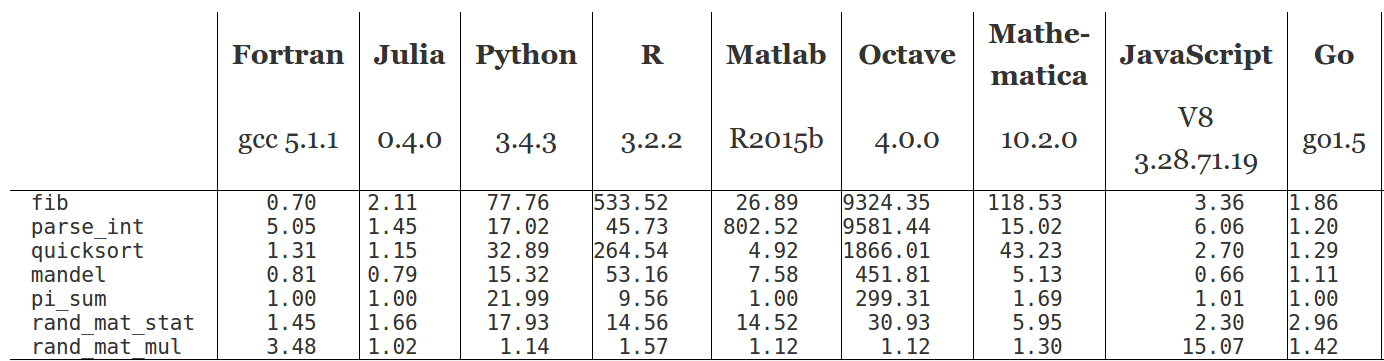 Fortran Julia Python R Matlab Octave Mathe-
matica JavaScript Go
gcc 5.1.1 0.4.0 3.4.3 3.2.2 R2015b 4.0.0 10.2.0 V8
3.28.71.19 go1.5
fib 0.70 2.11 77.76 533.52 26.89 9324.35 118.53 3.36 1.86
parse_int 5.05 1.45 17.02 45.73 802.52 9581.44 15.02 6.06 1.20
quicksort 1.31 1.15 32.89 264.54 4.92 1866.01 43.23 2.70 1.29
mandel 0.81 0.79 15.32 53.16 7.58 451.81 5.13 0.66 1.11
pi_sum 1.00 1.00 21.99 9.56 1.00 299.31 1.69 1.01 1.00
rand_mat_stat 1.45 1.66 17.93 14.56 14.52 30.93 5.95 2.30 2.96
rand_mat_mul 3.48 1.02 1.14 1.57 1.12 1.12 1.30 15.07 1.42